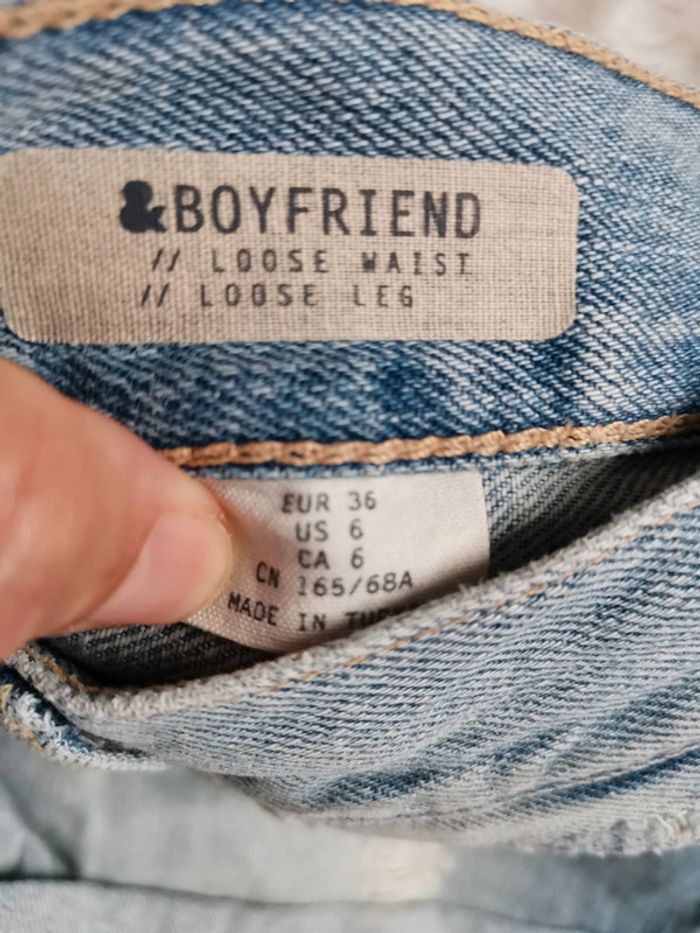 &BOYFRIEND
// LOOSE WAIST
// LOOSE LEG
EUR 36
US 6
CA 6
CN 165/68A
MADE IN